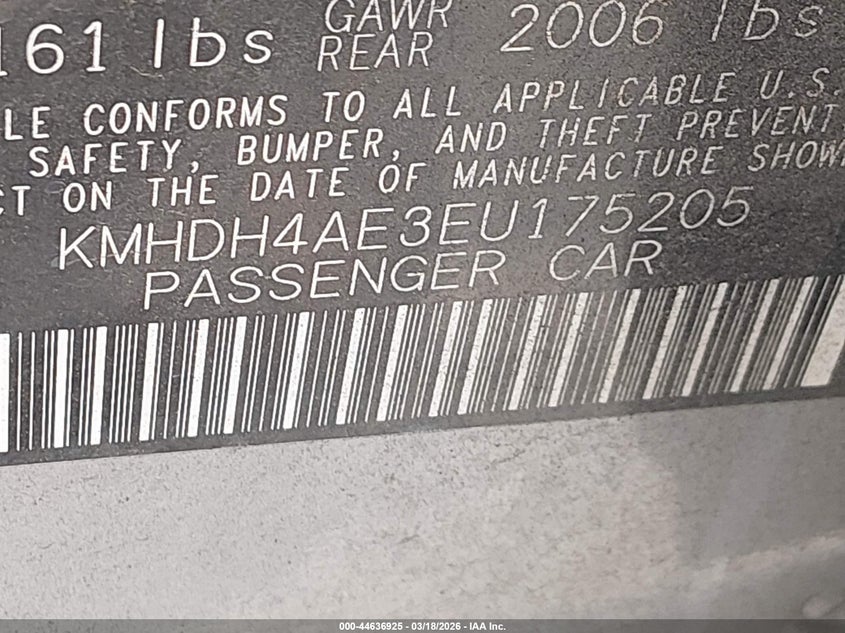 161 lbs GAWR REAR 2006 lbs
LE CONFORMS TO ALL APPLICABLE U.S.
SAFETY, BUMPER, AND THEFT PREVENT
CT ON THE DATE OF MANUFACTURE SHOW
KMHDH4AE3EU175205
PASSENGER CAR
000-44636925 - 03/18/2026 - IAA Inc.